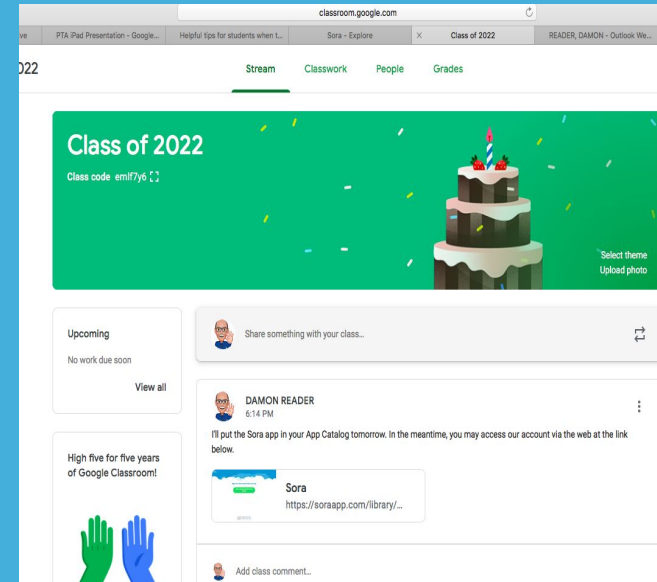 classroom.google.com
ve PTA iPad Presentation - Google... Helpful tips for students when t... Sora - Explore Class of 2022 READER, DAMON - Outlook We...
022 Stream Classwork People Grades
Class of 2022
Class code emlf7y6
Select theme
Upload photo
Upcoming
No work due soon
View all
Share something with your class...
DAMON READER
6:14 PM
I'll put the Sora app in your App Catalog tomorrow. In the meantime, you may access our account via the web at the link
below.
Sora
https://soraapp.com/library/...
Add class comment...
High five for five years
of Google Classroom!